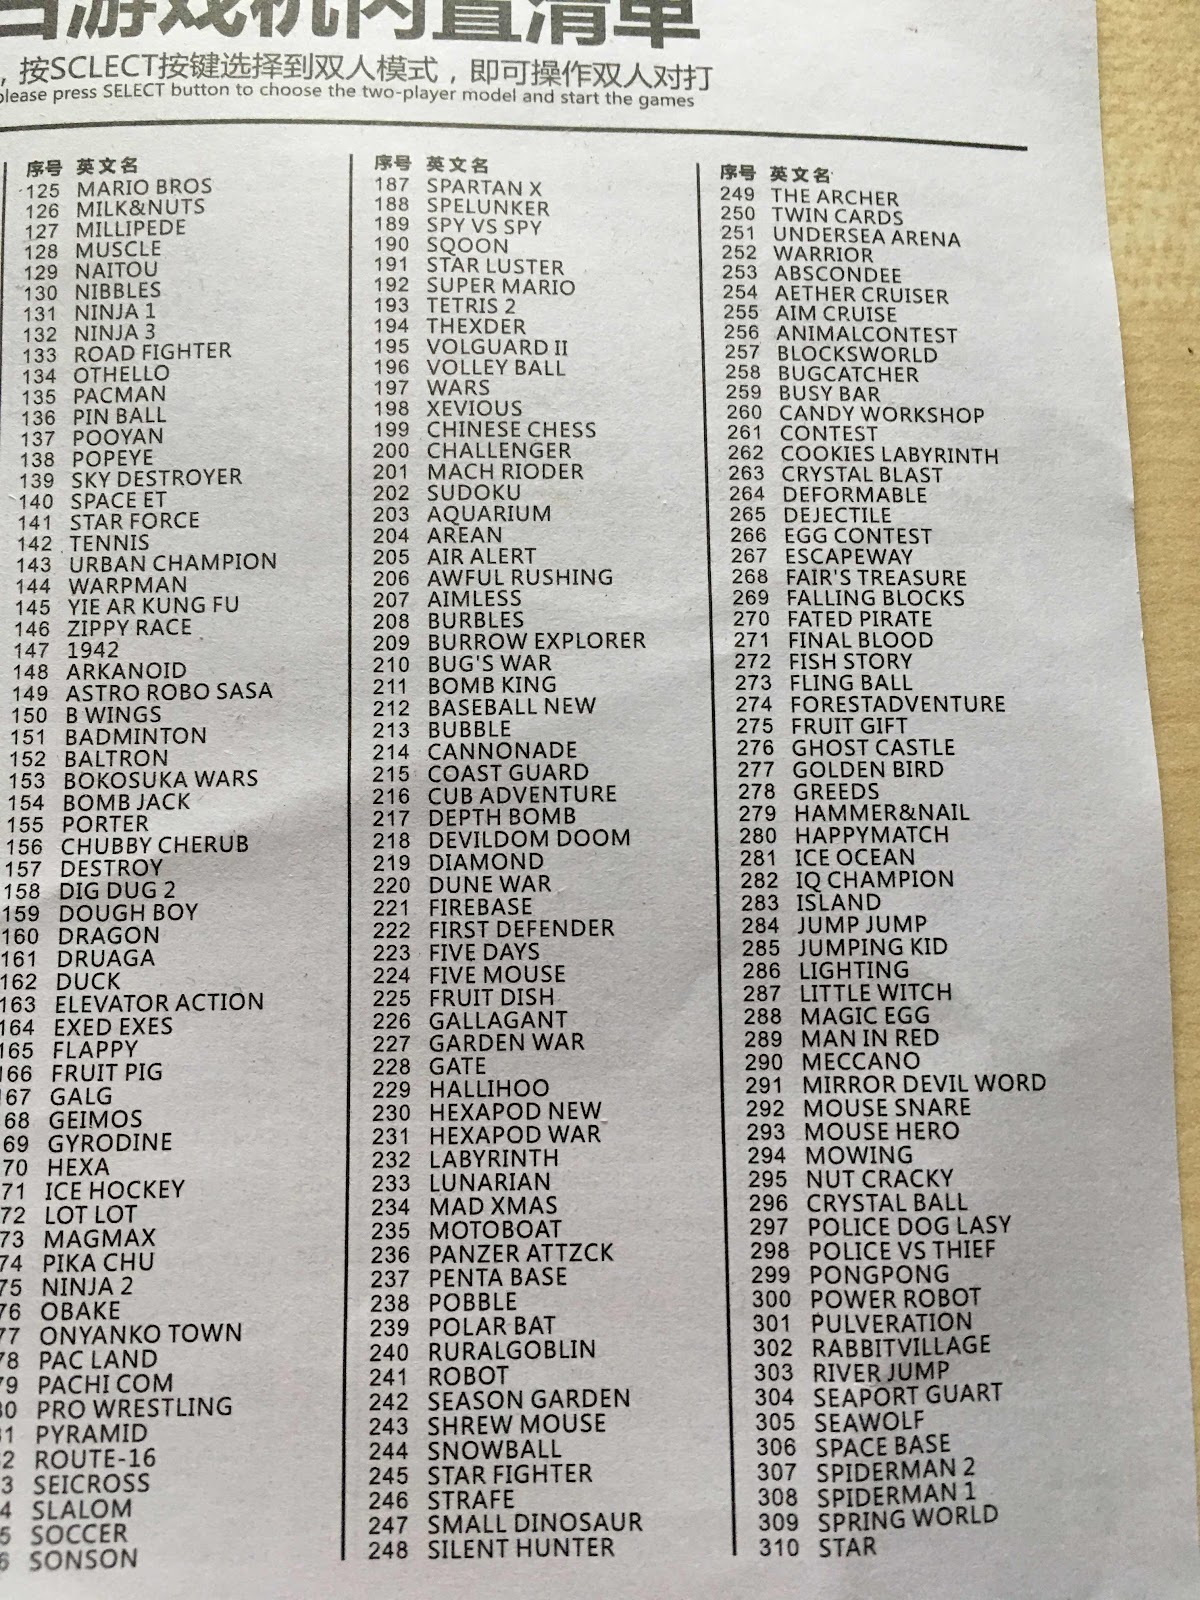 游戏机内置清单
，按SCLECT按键选择到双人模式，即可操作双人对打
please press SELECT button to choose the two-player model and start the games
序号 英文名
125 MARIO BROS
126 MILK&NUTS
127 MILLIPEDE
128 MUSCLE
129 NAITOU
130 NIBBLES
131 NINJA 1
132 NINJA 3
133 ROAD FIGHTER
134 OTHELLO
135 PACMAN
136 PIN BALL
137 POOYAN
138 POPEYE
139 SKY DESTROYER
140 SPACE ET
141 STAR FORCE
142 TENNIS
143 URBAN CHAMPION
144 WARPMAN
145 YIE AR KUNG FU
146 ZIPPY RACE
147 1942
148 ARKANOID
149 ASTRO ROBO SASA
150 B WINGS
151 BADMINTON
152 BALTRON
153 BOKOSUKA WARS
154 BOMB JACK
155 PORTER
156 CHUBBY CHERUB
157 DESTROY
158 DIG DUG 2
159 DOUGH BOY
160 DRAGON
161 DRUAGA
162 DUCK
163 ELEVATOR ACTION
164 EXED EXES
165 FLAPPY
166 FRUIT PIG
167 GALG
68 GEIMOS
69 GYRODINE
70 HEXA
71 ICE HOCKEY
72 LOT LOT
73 MAGMAX
74 PIKA CHU
75 NINJA 2
76 OBAKE
77 ONYANKO TOWN
78 PAC LAND
79 PACHI COM
80 PRO WRESTLING
1 PYRAMID
2 ROUTE-16
3 SEICROSS
4 SLALOM
5 SOCCER
6 SONSON
序号 英文名
187 SPARTAN X
188 SPELUNKER
189 SPY VS SPY
190 SQOON
191 STAR LUSTER
192 SUPER MARIO
193 TETRIS 2
194 THEXDER
195 VOLGUARD II
196 VOLLEY BALL
197 WARS
198 XEVIOUS
199 CHINESE CHESS
200 CHALLENGER
201 MACH RIODER
202 SUDOKU
203 AQUARIUM
204 AREAN
205 AIR ALERT
206 AWFUL RUSHING
207 AIMLESS
208 BURBLES
209 BURROW EXPLORER
210 BUG'S WAR
211 BOMB KING
212 BASEBALL NEW
213 BUBBLE
214 CANNONADE
215 COAST GUARD
216 CUB ADVENTURE
217 DEPTH BOMB
218 DEVILDOM DOOM
219 DIAMOND
220 DUNE WAR
221 FIREBASE
222 FIRST DEFENDER
223 FIVE DAYS
224 FIVE MOUSE
225 FRUIT DISH
226 GALLAGANT
227 GARDEN WAR
228 GATE
229 HALLIHOO
230 HEXAPOD NEW
231 HEXAPOD WAR
232 LABYRINTH
233 LUNARIAN
234 MAD XMAS
235 MOTOBOAT
236 PANZER ATTZCK
237 PENTA BASE
238 POBBLE
239 POLAR BAT
240 RURALGOBLIN
241 ROBOT
242 SEASON GARDEN
243 SHREW MOUSE
244 SNOWBALL
245 STAR FIGHTER
246 STRAFE
247 SMALL DINOSAUR
248 SILENT HUNTER
序号 英文名
249 THE ARCHER
250 TWIN CARDS
251 UNDERSEA ARENA
252 WARRIOR
253 ABSCONDEE
254 AETHER CRUISER
255 AIM CRUISE
256 ANIMALCONTEST
257 BLOCKSWORLD
258 BUGCATCHER
259 BUSY BAR
260 CANDY WORKSHOP
261 CONTEST
262 COOKIES LABYRINTH
263 CRYSTAL BLAST
264 DEFORMABLE
265 DEJECTILE
266 EGG CONTEST
267 ESCAPEWAY
268 FAIR'S TREASURE
269 FALLING BLOCKS
270 FATED PIRATE
271 FINAL BLOOD
272 FISH STORY
273 FLING BALL
274 FORESTADVENTURE
275 FRUIT GIFT
276 GHOST CASTLE
277 GOLDEN BIRD
278 GREEDS
279 HAMMER&NAIL
280 HAPPYMATCH
281 ICE OCEAN
282 IQ CHAMPION
283 ISLAND
284 JUMP JUMP
285 JUMPING KID
286 LIGHTING
287 LITTLE WITCH
288 MAGIC EGG
289 MAN IN RED
290 MECCANO
291 MIRROR DEVIL WORD
292 MOUSE SNARE
293 MOUSE HERO
294 MOWING
295 NUT CRACKY
296 CRYSTAL BALL
297 POLICE DOG LASY
298 POLICE VS THIEF
299 PONGPONG
300 POWER ROBOT
301 PULVERATION
302 RABBITVILLAGE
303 RIVER JUMP
304 SEAPORT GUART
305 SEAWOLF
306 SPACE BASE
307 SPIDERMAN 2
308 SPIDERMAN 1
309 SPRING WORLD
310 STAR